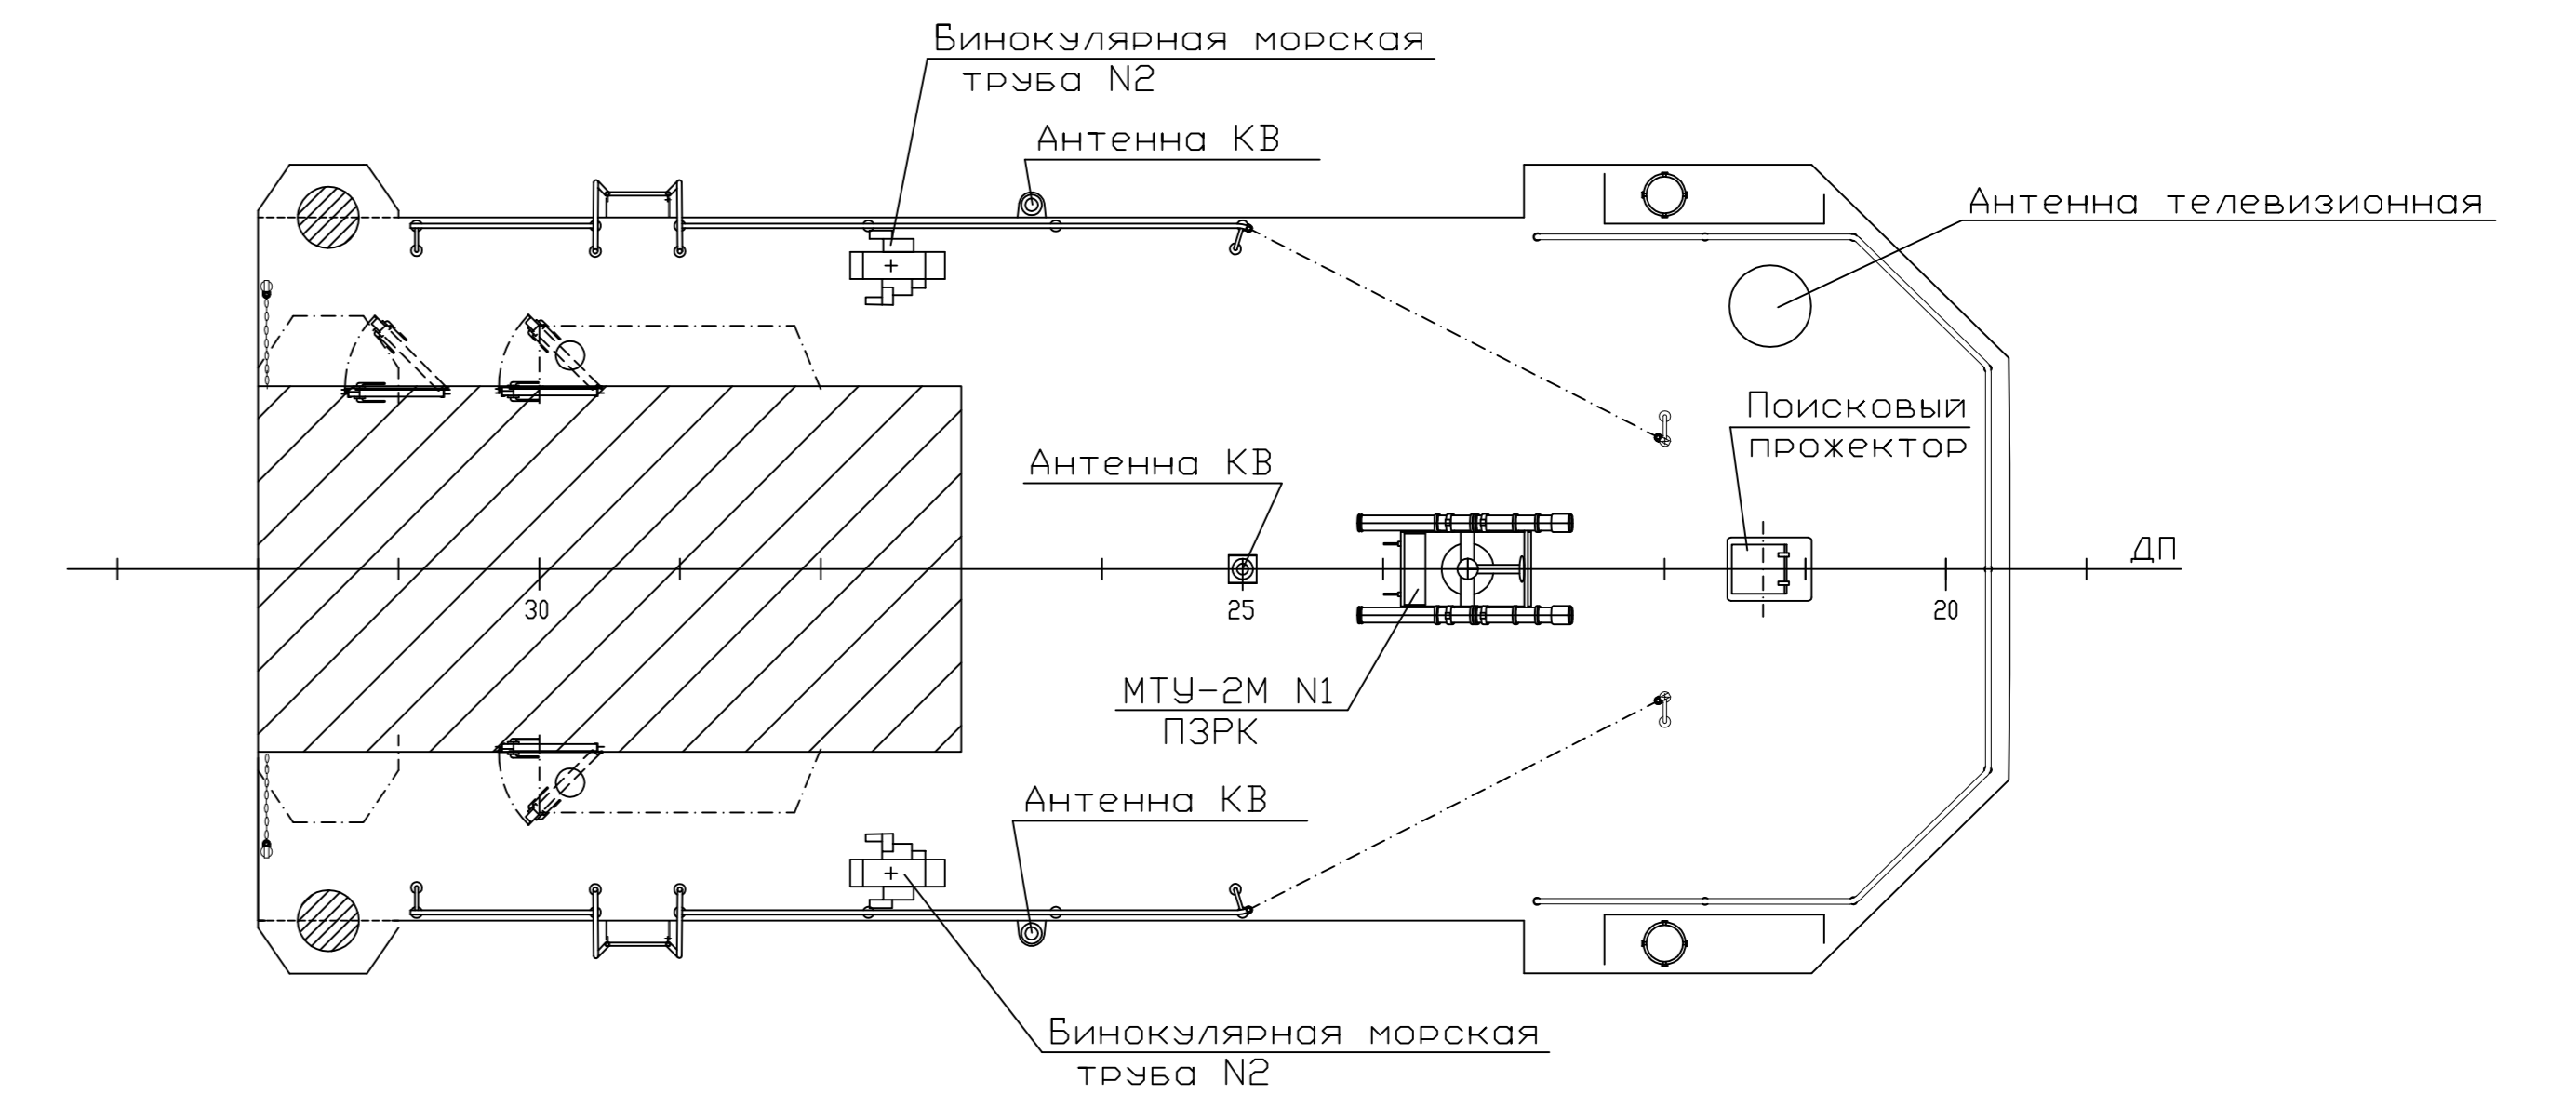 Бинокулярная морская
труба N2
Антенна КВ
Антенна телевизионная
Поисковый
прожектор
Антенна КВ
ДП
30
25
20
МТУ-2М N1
ПЗРК
Антенна КВ
Бинокулярная морская
труба N2